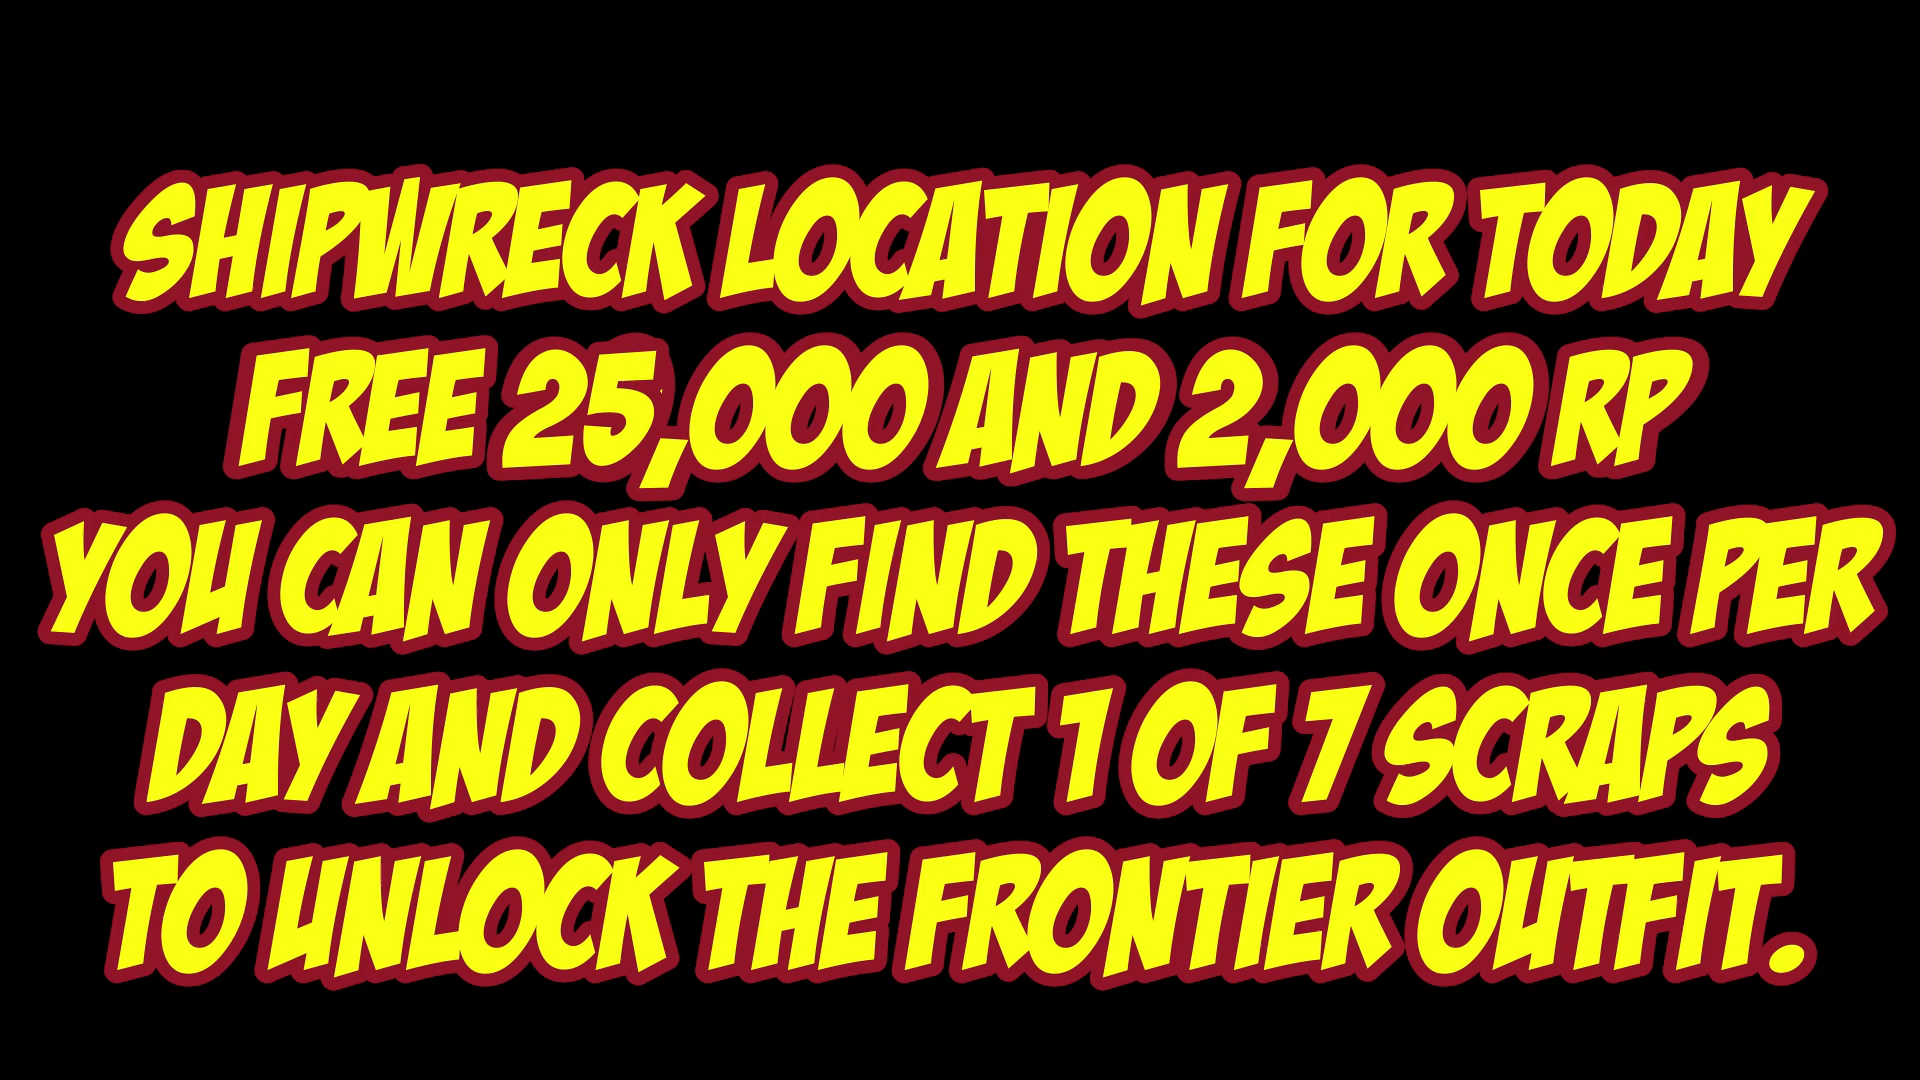 SHIPWRECK LOCATION FOR TODAY
FREE 25,000 AND 2,000 RP
YOU CAN ONLY FIND THESE ONCE PER
DAY AND COLLECT 1 OF 7 SCRAPS
TO UNLOCK THE FRONTIER OUTFIT.